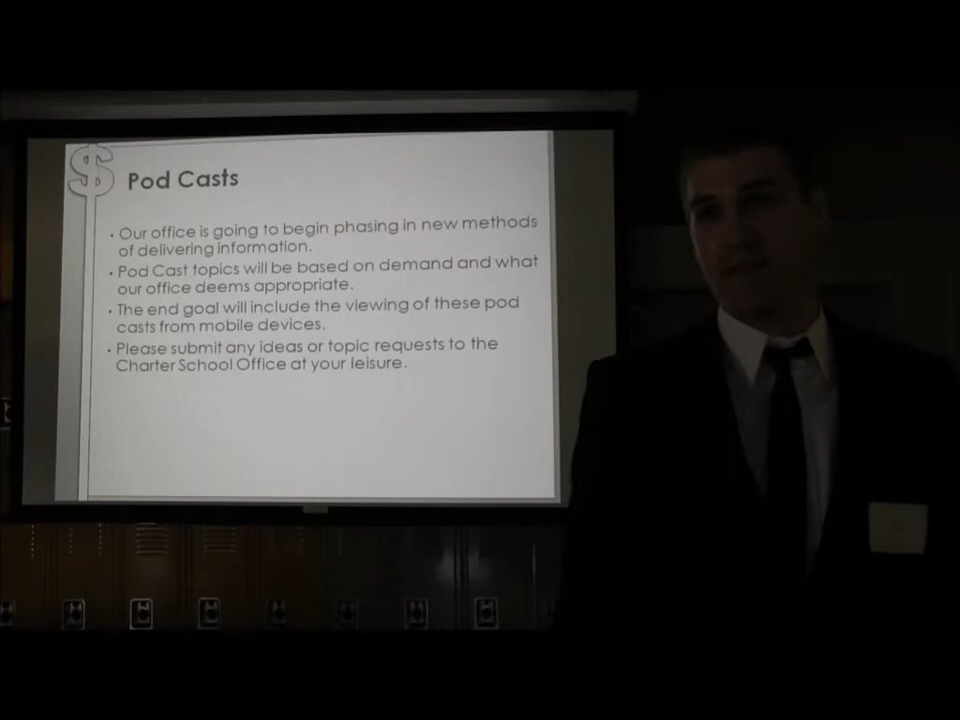 $
Pod Casts
• Our office is going to begin phasing in new methods
of delivering information.
• Pod Cast topics will be based on demand and what
our office deems appropriate.
• The end goal will include the viewing of these pod
casts from mobile devices.
• Please submit any ideas or topic requests to the
Charter School Office at your leisure.